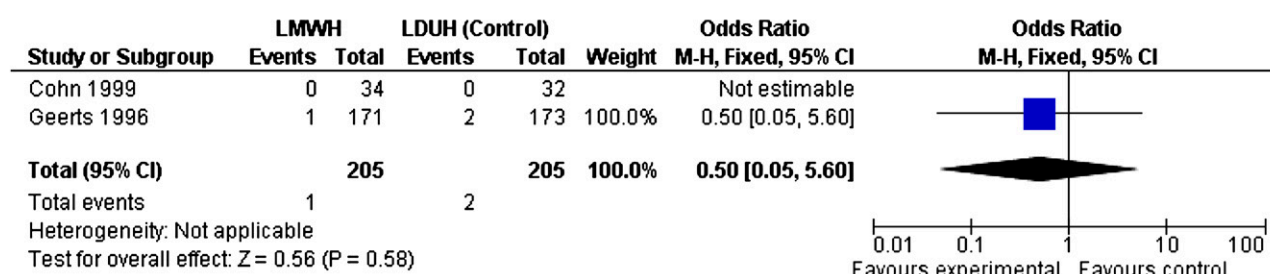 LMWH LDUH (Control) Odds Ratio Odds Ratio
Study or Subgroup Events Total Events Total Weight M-H, Fixed, 95% CI M-H, Fixed, 95% CI
Cohn 1999 0 34 0 32 Not estimable
Geerts 1996 1 171 2 173 100.0% 0.50 [0.05, 5.60]
Total (95% CI) 205 205 100.0% 0.50 [0.05, 5.60]
Total events 1 2
Heterogeneity: Not applicable
Test for overall effect: Z = 0.56 (P = 0.58)
0.01 0.1 1 10 100
Favours experimental Favours control